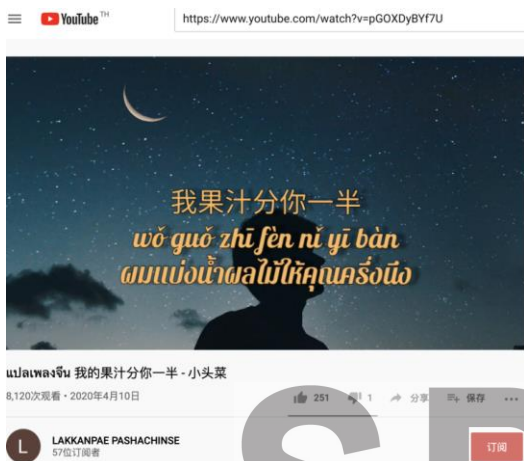 YouTube TH
https://www.youtube.com/watch?v=pGOXDyBYf7U
我果汁分你一半
wǒ guǒ zhī fèn nǐ yī bàn
ผมแบ่งน้ำผลไม้ให้คุณครึ่งนึง
แปลเพลงจีน 我的果汁分你一半 - 小头菜
8,120次观看・2020年4月10日
251 1 分享 保存
L LAKKANPAE PASHACHINSE
57位订阅者
订阅